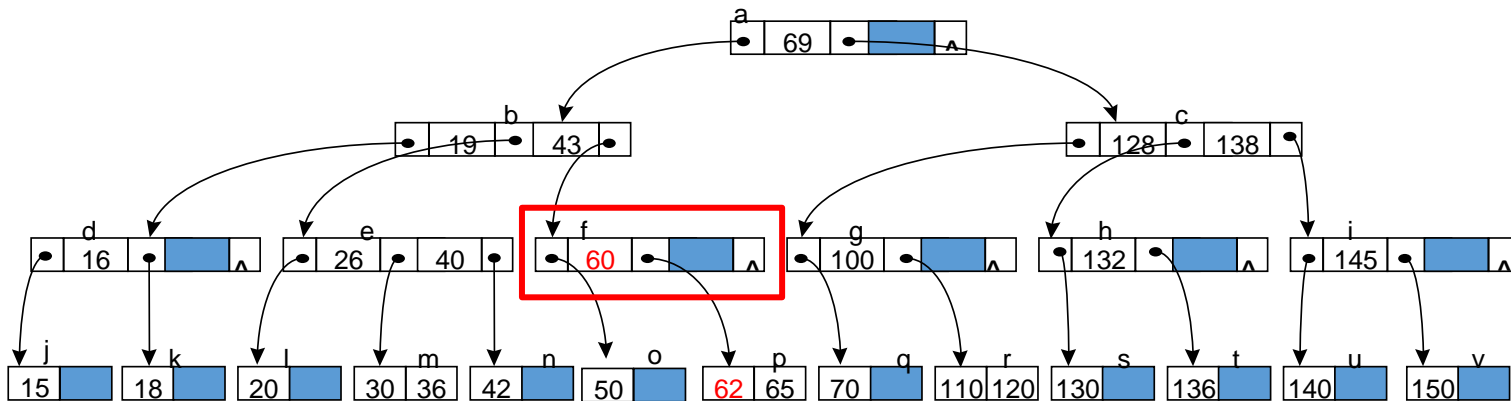 a
69 ^
b c
19 43 128 138
d e f g h i
16 ^ 26 40 60 ^ 100 ^ 132 ^ 145 ^
j k l m n o p q r s t u v
15 18 20 30 36 42 50 62 65 70 110 120 130 136 140 150